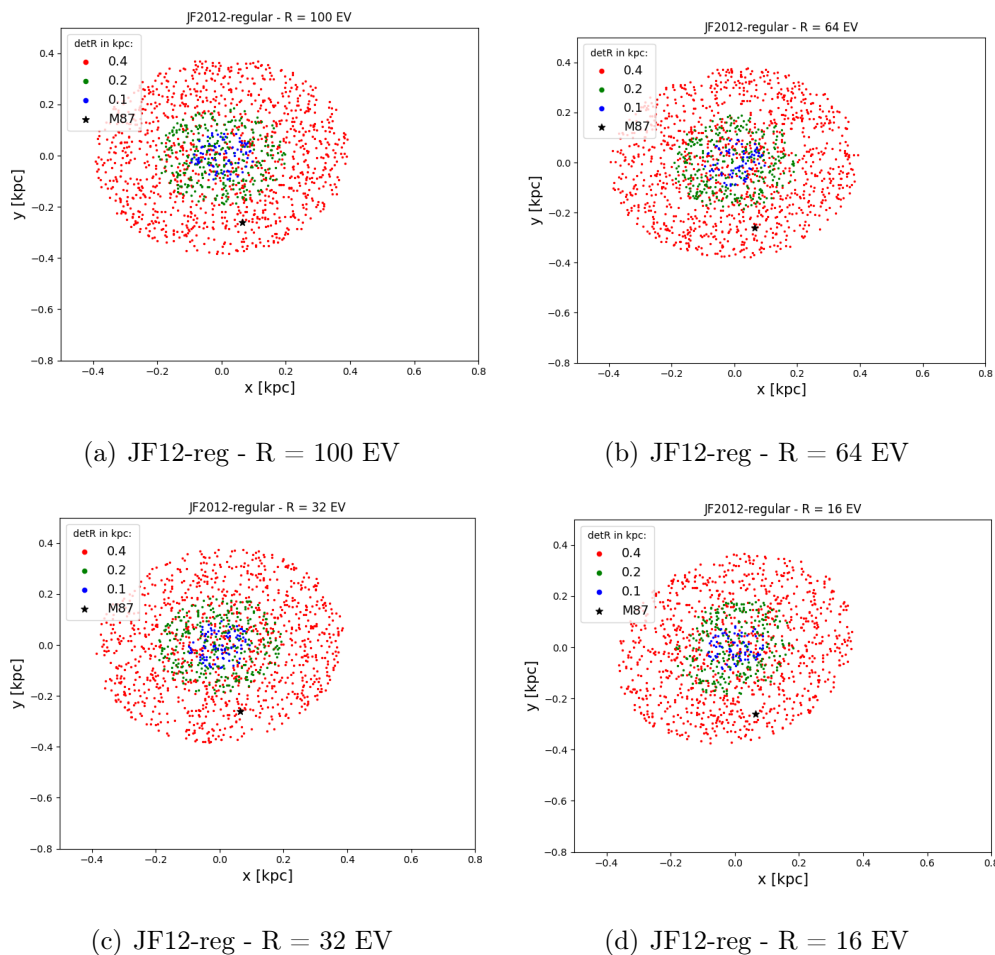 JF2012-regular - R = 100 EV
detR in kpc:
0.4
0.2
0.1
M87
y [kpc]
0.4
0.2
0.0
−0.2
−0.4
−0.6
−0.8
−0.4 −0.2 0.0 0.2 0.4 0.6 0.8
x [kpc]
(a) JF12-reg - R = 100 EV
JF2012-regular - R = 64 EV
detR in kpc:
0.4
0.2
0.1
M87
y [kpc]
0.4
0.2
0.0
−0.2
−0.4
−0.6
−0.8
−0.4 −0.2 0.0 0.2 0.4 0.6 0.8
x [kpc]
(b) JF12-reg - R = 64 EV
JF2012-regular - R = 32 EV
detR in kpc:
0.4
0.2
0.1
M87
y [kpc]
0.4
0.2
0.0
−0.2
−0.4
−0.6
−0.8
−0.4 −0.2 0.0 0.2 0.4 0.6 0.8
x [kpc]
(c) JF12-reg - R = 32 EV
JF2012-regular - R = 16 EV
detR in kpc:
0.4
0.2
0.1
M87
y [kpc]
0.4
0.2
0.0
−0.2
−0.4
−0.6
−0.8
−0.4 −0.2 0.0 0.2 0.4 0.6 0.8
x [kpc]
(d) JF12-reg - R = 16 EV